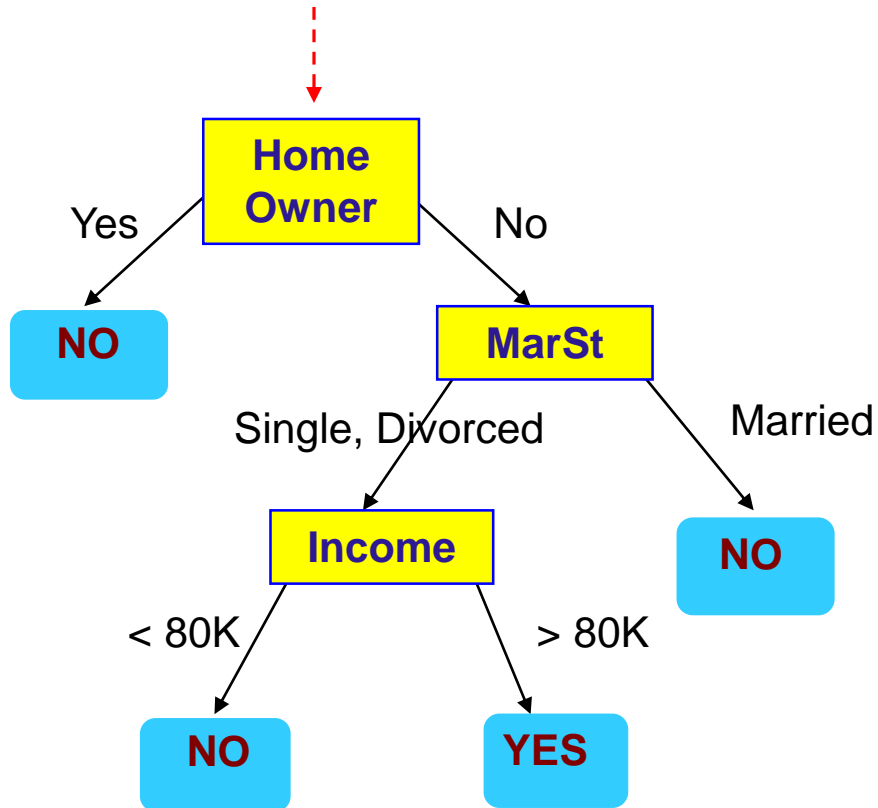 Home
Owner
Yes
No
NO
MarSt
Single, Divorced
Married
Income
NO
< 80K
> 80K
NO
YES